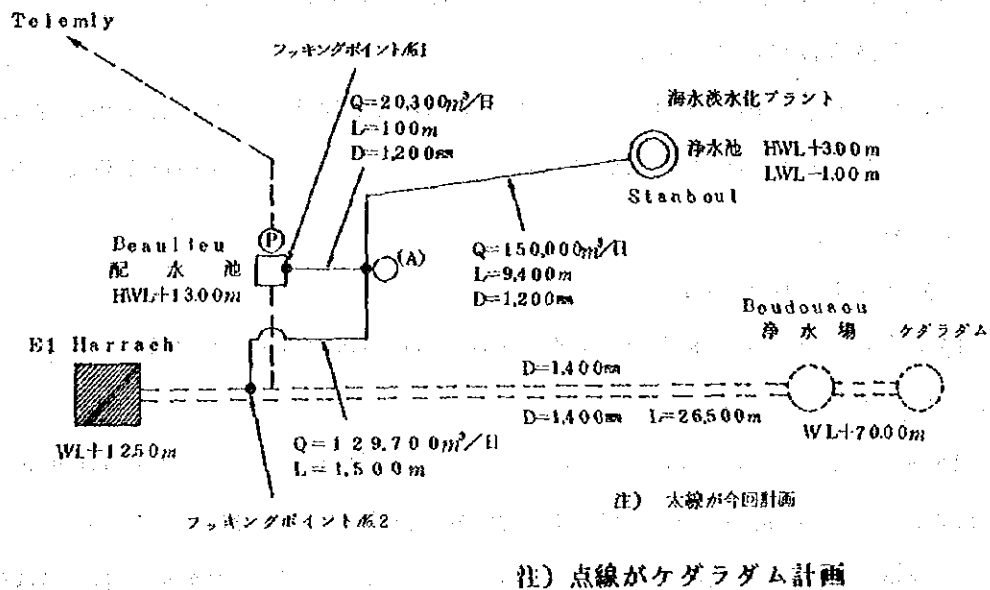 Telemly
フッキングポイント№1
Q=20,300m³/日
L=100m
D=1,200mm
海水淡水化プラント
浄水池 HWL+3.00m
LWL-1.00m
Stanboul
P
(A)
Beaulieu
配水池
HWL+13.00m
Q=150,000m³/日
L=9,400m
D=1,200mm
Boudouaou
浄水場 ケダラダム
El Harrach
D=1,400mm
D=1,400mm L=26,500m
WL+70.00m
WL+12.50m
Q=129,700m³/日
L=1,500m
フッキングポイント№2
注) 太線が今回計画
注) 点線がケダラダム計画